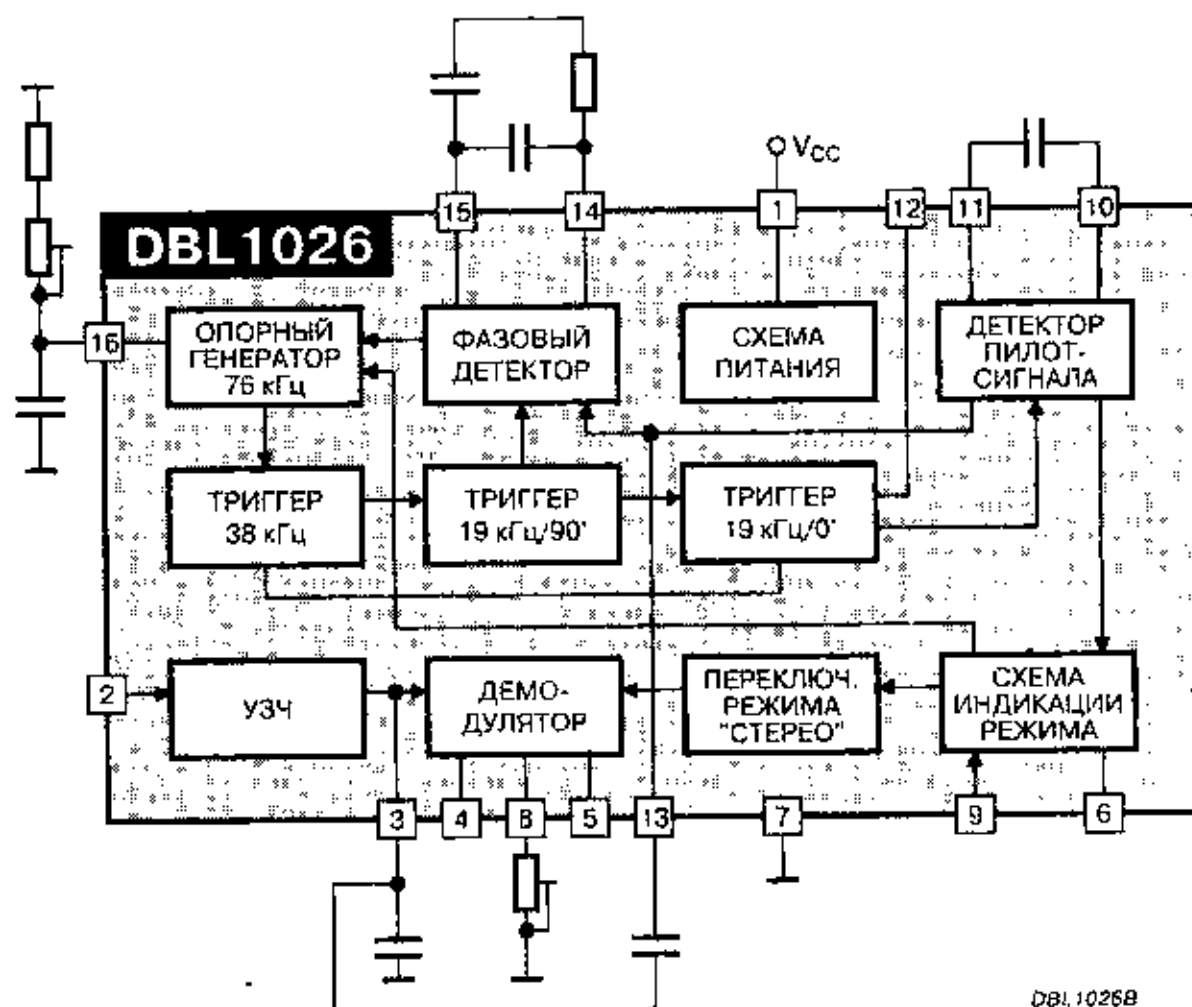 V_CC
15
14
1
12
11
10
DBL1026
16
ОПОРНЫЙ
ГЕНЕРАТОР
76 кГц
ФАЗОВЫЙ
ДЕТЕКТОР
СХЕМА
ПИТАНИЯ
ДЕТЕКТОР
ПИЛОТ-
СИГНАЛА
ТРИГГЕР
38 кГц
ТРИГГЕР
19 кГц/90°
ТРИГГЕР
19 кГц/0°
2
УЗЧ
ДЕМО-
ДУЛЯТОР
ПЕРЕКЛЮЧ.
РЕЖИМА
"СТЕРЕО"
СХЕМА
ИНДИКАЦИИ
РЕЖИМА
3
4
8
5
13
7
9
6
DBL1026B